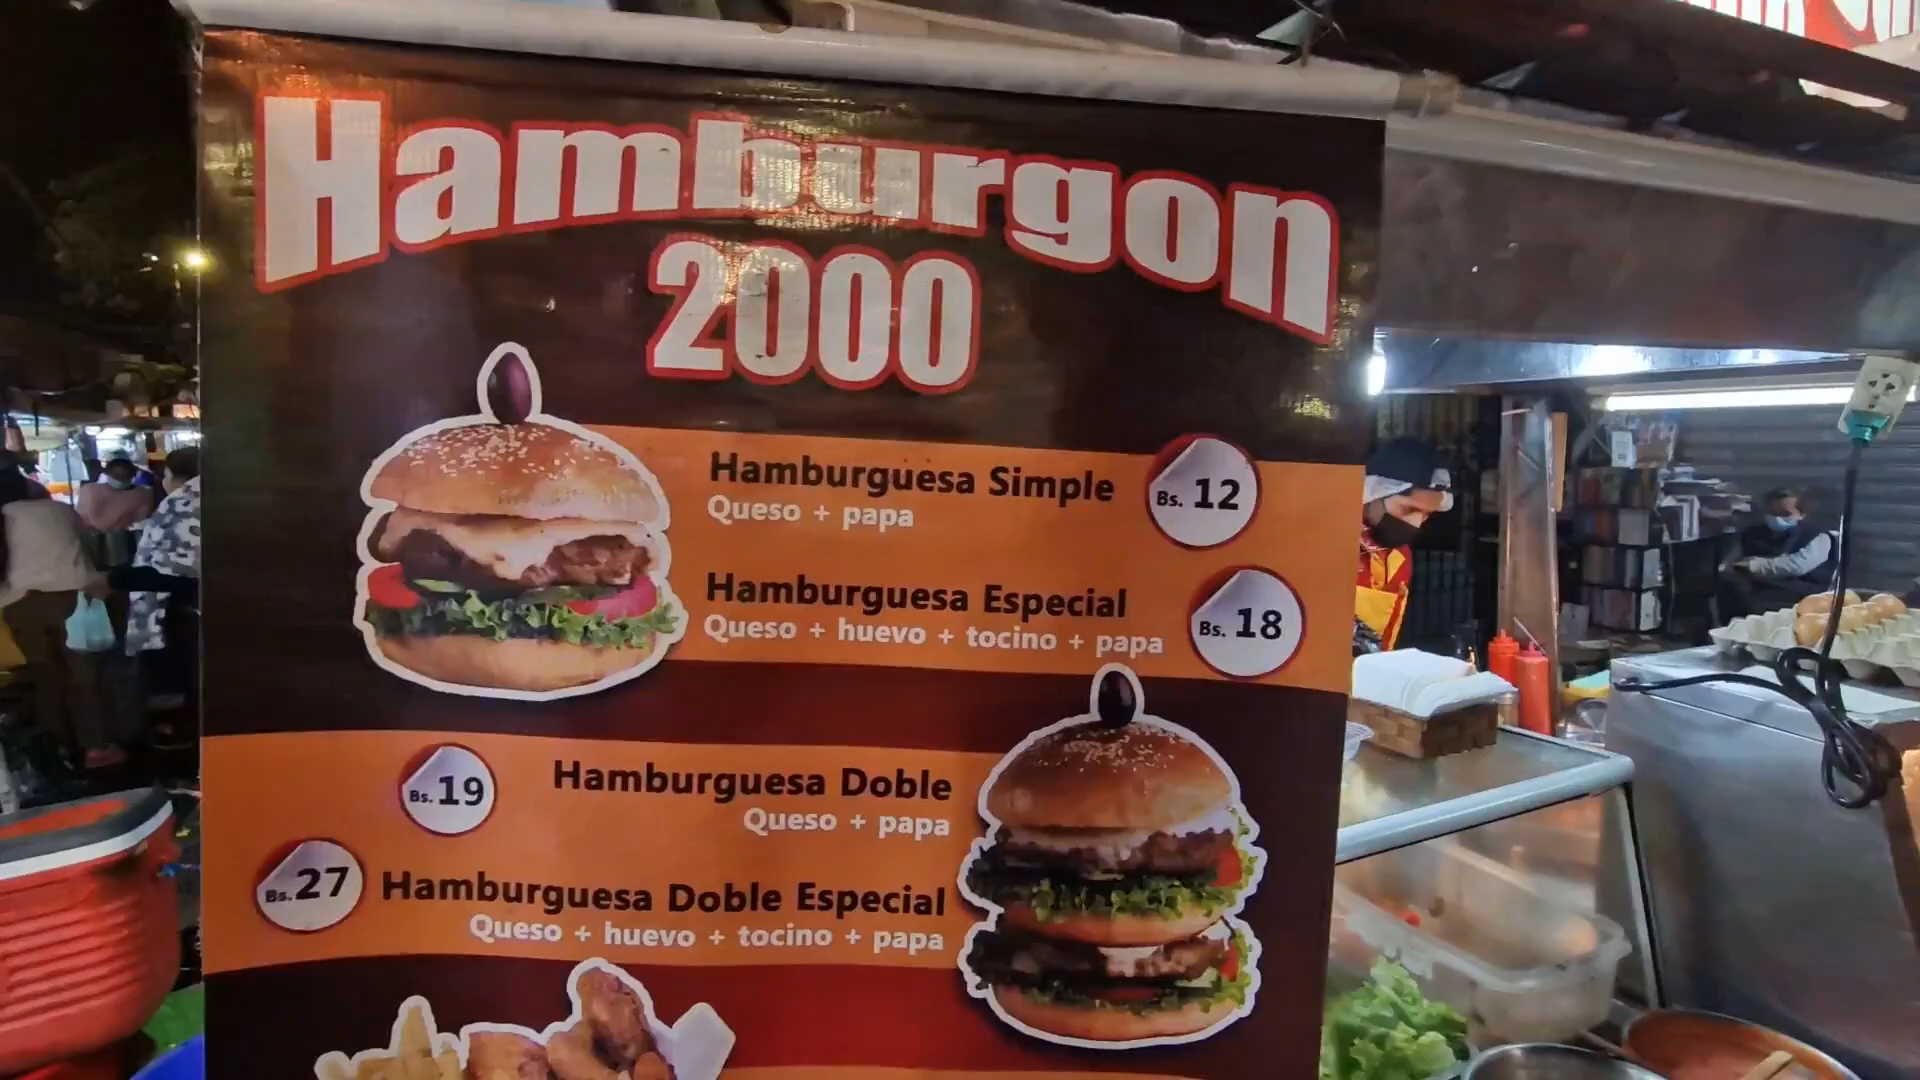 Hamburgon
2000
Hamburguesa Simple
Queso + papa
Bs. 12
Hamburguesa Especial
Queso + huevo + tocino + papa
Bs. 18
Bs. 19
Hamburguesa Doble
Queso + papa
Bs. 27
Hamburguesa Doble Especial
Queso + huevo + tocino + papa